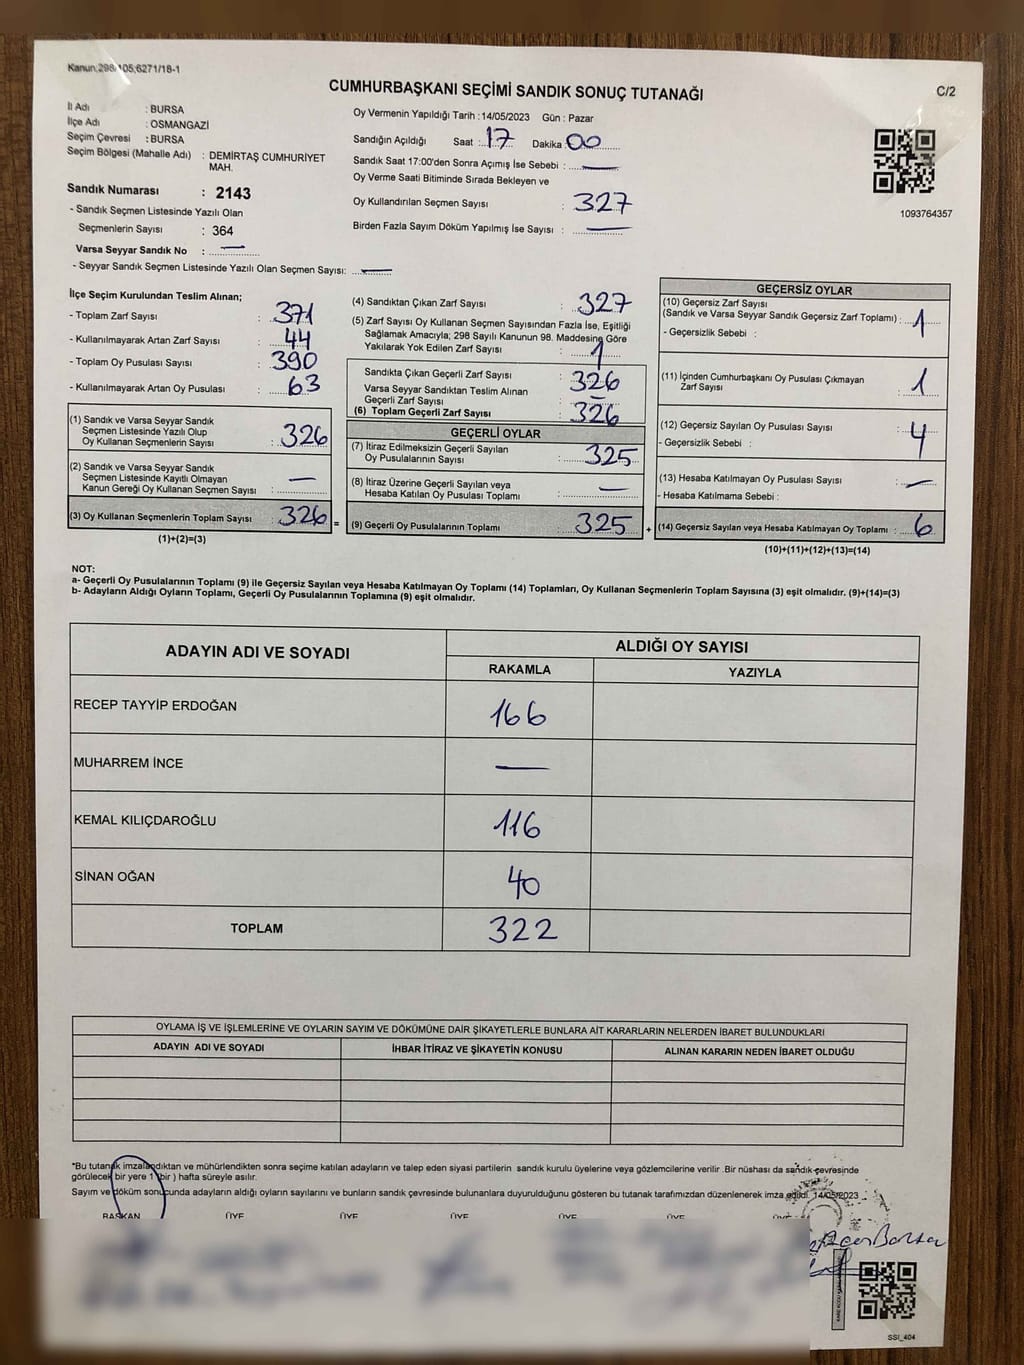 Kanun;298/105;6271/18-1
CUMHURBAŞKANI SEÇİMİ SANDIK SONUÇ TUTANAĞI
C/2
İl Adı : BURSA
İlçe Adı : OSMANGAZİ
Seçim Çevresi : BURSA
Seçim Bölgesi (Mahalle Adı) : DEMİRTAŞ CUMHURİYET
MAH.
Sandık Numarası : 2143
- Sandık Seçmen Listesinde Yazılı Olan
Seçmenlerin Sayısı : 364
Varsa Seyyar Sandık No : —
- Seyyar Sandık Seçmen Listesinde Yazılı Olan Seçmen Sayısı: —
Oy Vermenin Yapıldığı Tarih : 14/05/2023 Gün : Pazar
Sandığın Açıldığı Saat : 17 Dakika : 00
Sandık Saat 17:00'den Sonra Açımış İse Sebebi : —
Oy Verme Saati Bitiminde Sırada Bekleyen ve
Oy Kullandırılan Seçmen Sayısı : 327
Birden Fazla Sayım Döküm Yapılmış İse Sayısı : —
1093764357
İlçe Seçim Kurulundan Teslim Alınan;
- Toplam Zarf Sayısı : 371
- Kullanılmayarak Artan Zarf Sayısı : 44
- Toplam Oy Pusulası Sayısı : 390
- Kullanılmayarak Artan Oy Pusulası : 63
(1) Sandık ve Varsa Seyyar Sandık
Seçmen Listesinde Yazılı Olup
Oy Kullanan Seçmenlerin Sayısı : 326
(2) Sandık ve Varsa Seyyar Sandık
Seçmen Listesinde Kayıtlı Olmayan
Kanun Gereği Oy Kullanan Seçmen Sayısı : —
(3) Oy Kullanan Seçmenlerin Toplam Sayısı : 326 =
(1)+(2)=(3)
(4) Sandıktan Çıkan Zarf Sayısı : 327
(5) Zarf Sayısı Oy Kullanan Seçmen Sayısından Fazla İse, Eşitliği
Sağlamak Amacıyla; 298 Sayılı Kanunun 98. Maddesine Göre
Yakılarak Yok Edilen Zarf Sayısı : 1
Sandıkta Çıkan Geçerli Zarf Sayısı : 326
Varsa Seyyar Sandıktan Teslim Alınan
Geçerli Zarf Sayısı : —
(6) Toplam Geçerli Zarf Sayısı : 326
GEÇERLİ OYLAR
(7) İtiraz Edilmeksizin Geçerli Sayılan
Oy Pusulalarının Sayısı : 325
(8) İtiraz Üzerine Geçerli Sayılan veya
Hesaba Katılan Oy Pusulası Toplamı : —
(9) Geçerli Oy Pusulalarının Toplamı : 325 +
GEÇERSİZ OYLAR
(10) Geçersiz Zarf Sayısı
(Sandık ve Varsa Seyyar Sandık Geçersiz Zarf Toplamı) : 1
- Geçersizlik Sebebi :
(11) İçinden Cumhurbaşkanı Oy Pusulası Çıkmayan
Zarf Sayısı : 1
(12) Geçersiz Sayılan Oy Pusulası Sayısı : 4
- Geçersizlik Sebebi :
(13) Hesaba Katılmayan Oy Pusulası Sayısı : —
- Hesaba Katılmama Sebebi :
(14) Geçersiz Sayılan veya Hesaba Katılmayan Oy Toplamı : 6
(10)+(11)+(12)+(13)=(14)
NOT:
a- Geçerli Oy Pusulalarının Toplamı (9) ile Geçersiz Sayılan veya Hesaba Katılmayan Oy Toplamı (14) Toplamları, Oy Kullanan Seçmenlerin Toplam Sayısına (3) eşit olmalıdır. (9)+(14)=(3)
b- Adayların Aldığı Oyların Toplamı, Geçerli Oy Pusulalarının Toplamına (9) eşit olmalıdır.
ADAYIN ADI VE SOYADI
ALDIĞI OY SAYISI
RAKAMLA YAZIYLA
RECEP TAYYİP ERDOĞAN 166
MUHARREM İNCE —
KEMAL KILIÇDAROĞLU 116
SİNAN OĞAN 40
TOPLAM 322
OYLAMA İŞ VE İŞLEMLERİNE VE OYLARIN SAYIM VE DÖKÜMÜNE DAİR ŞİKAYETLERLE BUNLARA AİT KARARLARIN NELERDEN İBARET BULUNDUKLARI
ADAYIN ADI VE SOYADI İHBAR İTİRAZ VE ŞİKAYETİN KONUSU ALINAN KARARIN NEDEN İBARET OLDUĞU
*Bu tutanak imzalandıktan ve mühürlendikten sonra seçime katılan adayların ve talep eden siyasi partilerin sandık kurulu üyelerine veya gözlemcilerine verilir .Bir nüshası da sandık çevresinde
görülecek bir yere 1 (bir ) hafta süreyle asılır.
Sayım ve döküm sonucunda adayların aldığı oyların sayılarını ve bunların sandık çevresinde bulunanlara duyurulduğunu gösteren bu tutanak tarafımızdan düzenlenerek imza edildi. 14/05/2023
BAŞKAN ÜYE ÜYE ÜYE ÜYE ÜYE
SSI_404